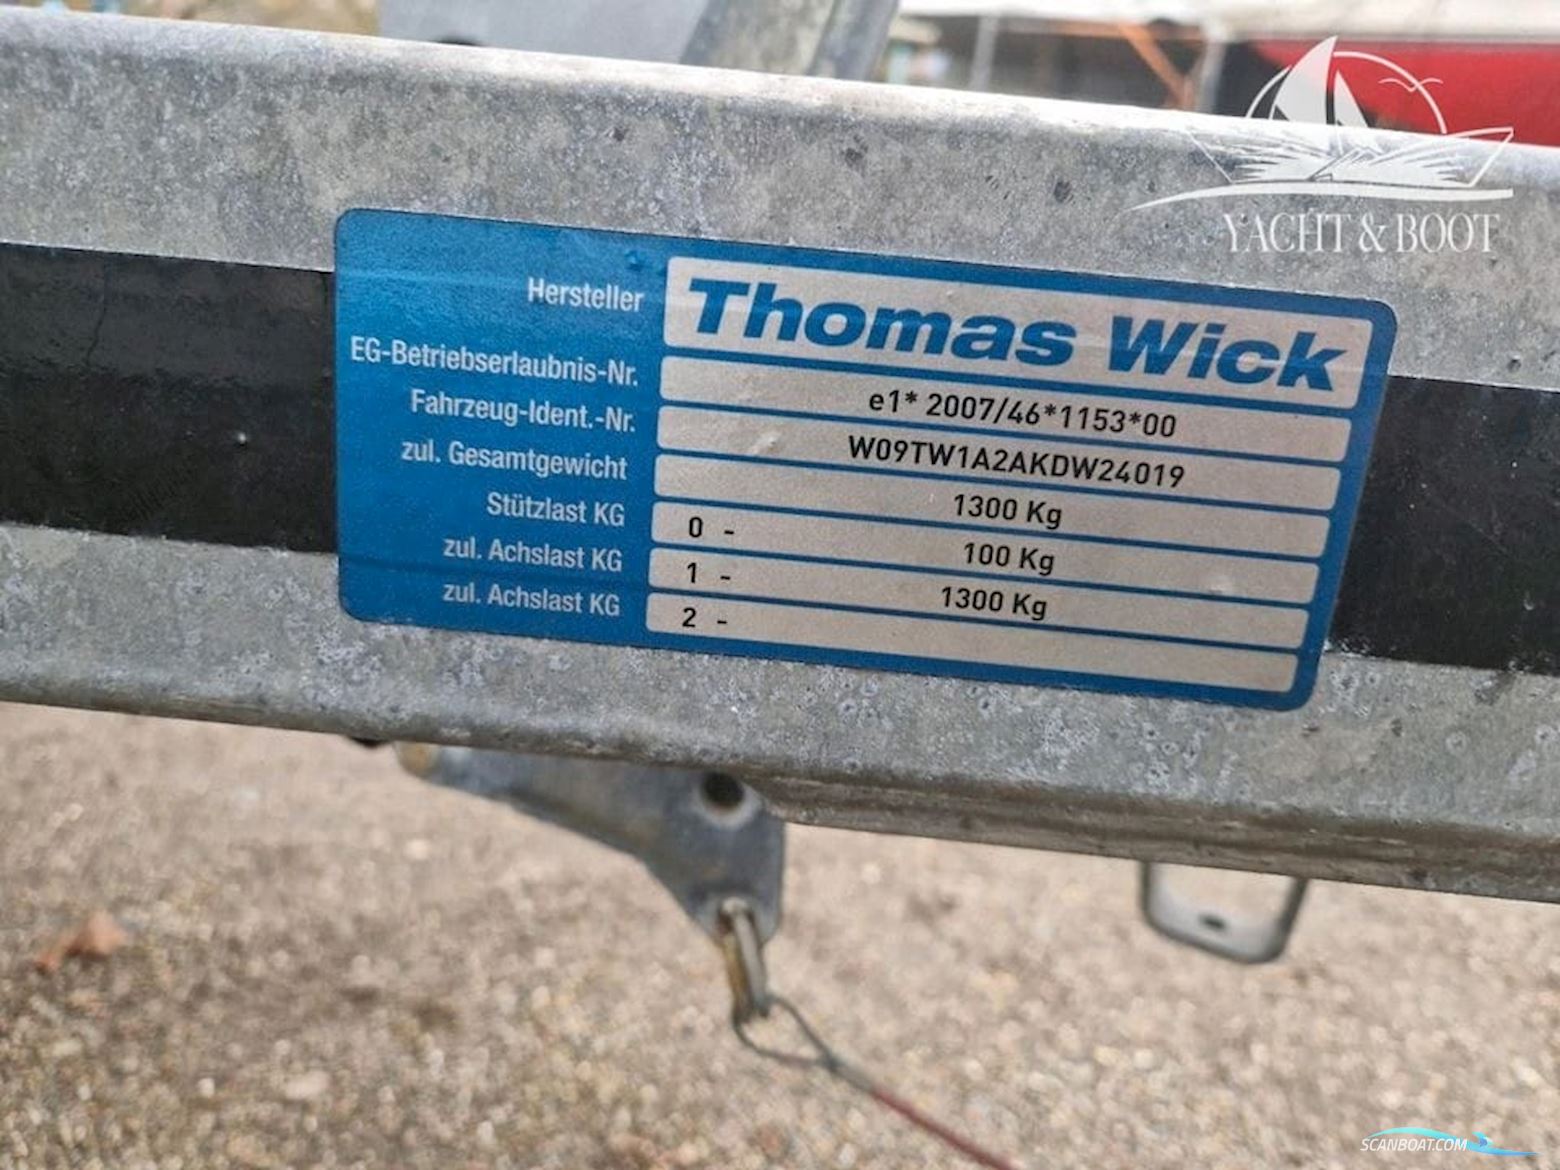 YACHT & BOOT
Hersteller Thomas Wick
EG-Betriebserlaubnis-Nr. e1* 2007/46*1153*00
Fahrzeug-Ident.-Nr. W09TW1A2AKDW24019
zul. Gesamtgewicht 1300 Kg
Stützlast KG 0 - 100 Kg
zul. Achslast KG 1 - 1300 Kg
zul. Achslast KG 2 -
SCANBOAT.COM